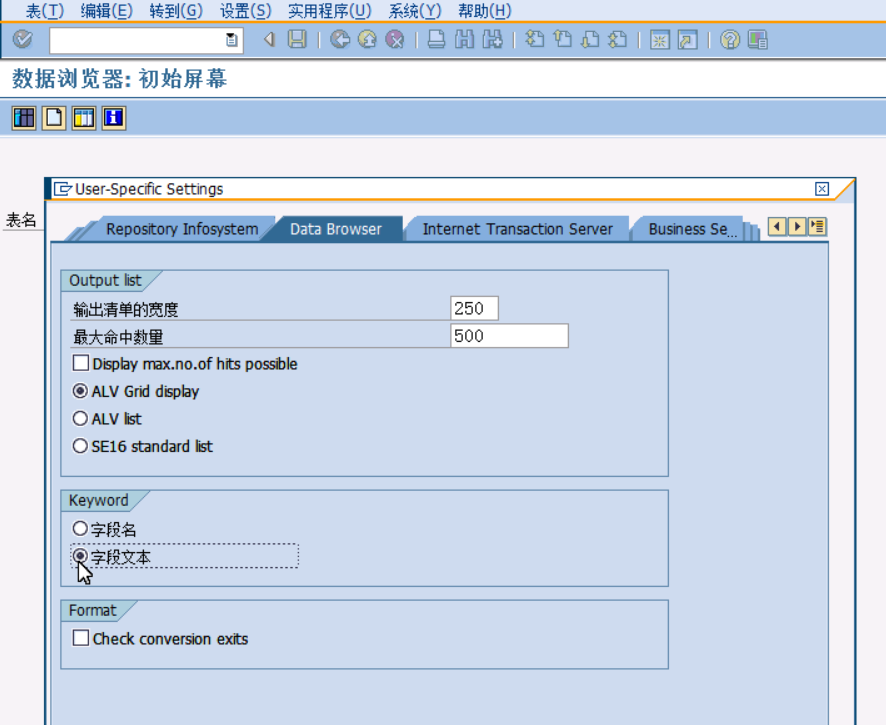 表(T) 编辑(E) 转到(G) 设置(S) 实用程序(U) 系统(Y) 帮助(H)
数据浏览器: 初始屏幕
User-Specific Settings
表名
Repository Infosystem Data Browser Internet Transaction Server Business Se...
Output list
输出清单的宽度 250
最大命中数量 500
Display max.no.of hits possible
ALV Grid display
ALV list
SE16 standard list
Keyword
字段名
字段文本
Format
Check conversion exits